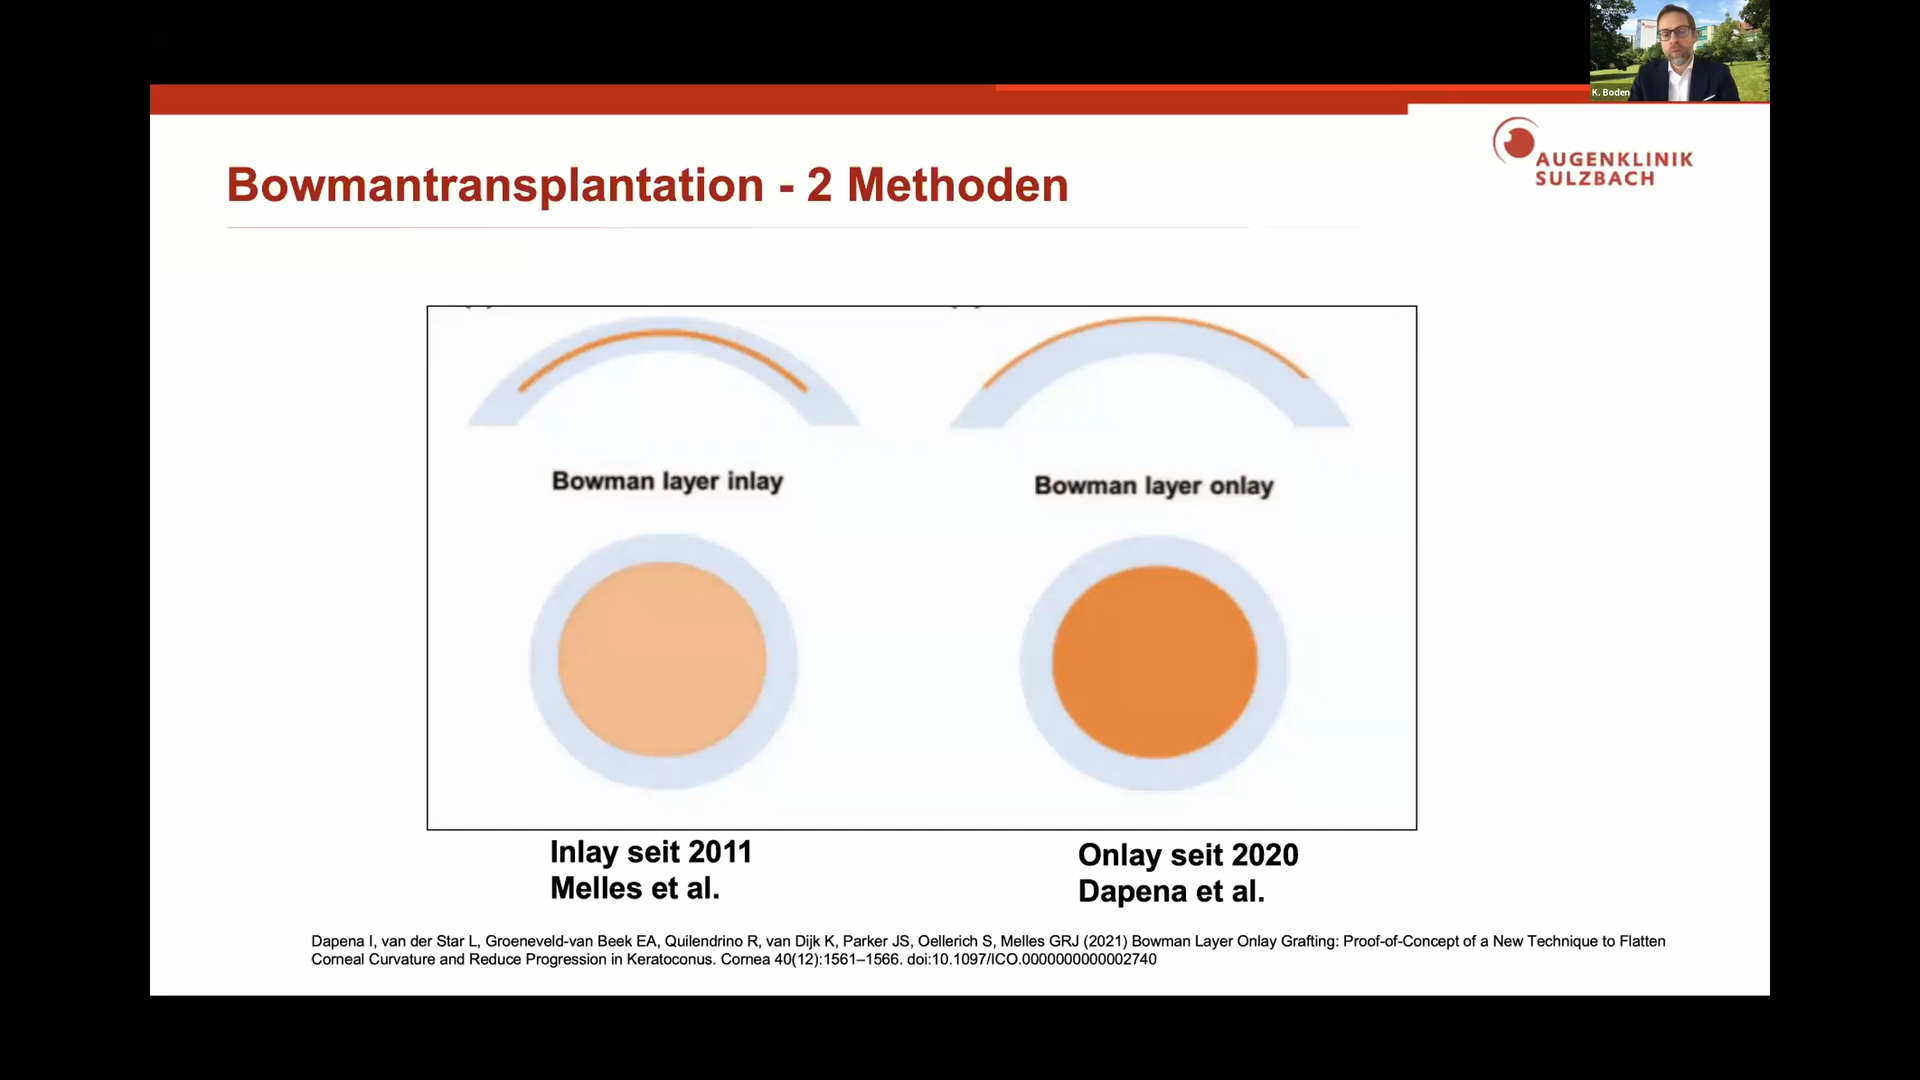 K. Boden
AUGENKLINIK
SULZBACH
Bowmantransplantation - 2 Methoden
Bowman layer inlay
Bowman layer onlay
Inlay seit 2011
Melles et al.
Onlay seit 2020
Dapena et al.
Dapena I, van der Star L, Groeneveld-van Beek EA, Quilendrino R, van Dijk K, Parker JS, Oellerich S, Melles GRJ (2021) Bowman Layer Onlay Grafting: Proof-of-Concept of a New Technique to Flatten
Corneal Curvature and Reduce Progression in Keratoconus. Cornea 40(12):1561–1566. doi:10.1097/ICO.0000000000002740